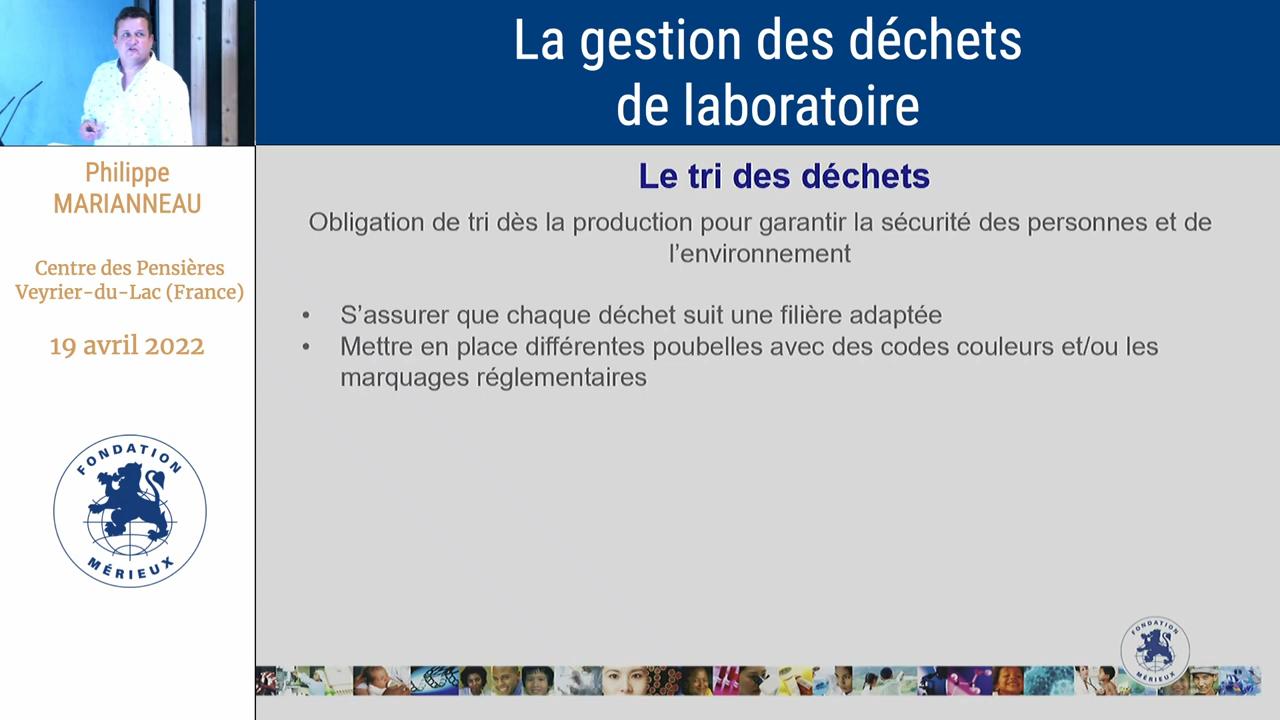 La gestion des déchets
de laboratoire
Philippe
MARIANNEAU
Centre des Pensières
Veyrier-du-Lac (France)
19 avril 2022
FONDATION
MÉRIEUX
Le tri des déchets
Obligation de tri dès la production pour garantir la sécurité des personnes et de
l’environnement
• S’assurer que chaque déchet suit une filière adaptée
• Mettre en place différentes poubelles avec des codes couleurs et/ou les
marquages réglementaires
FONDATION
MÉRIEUX